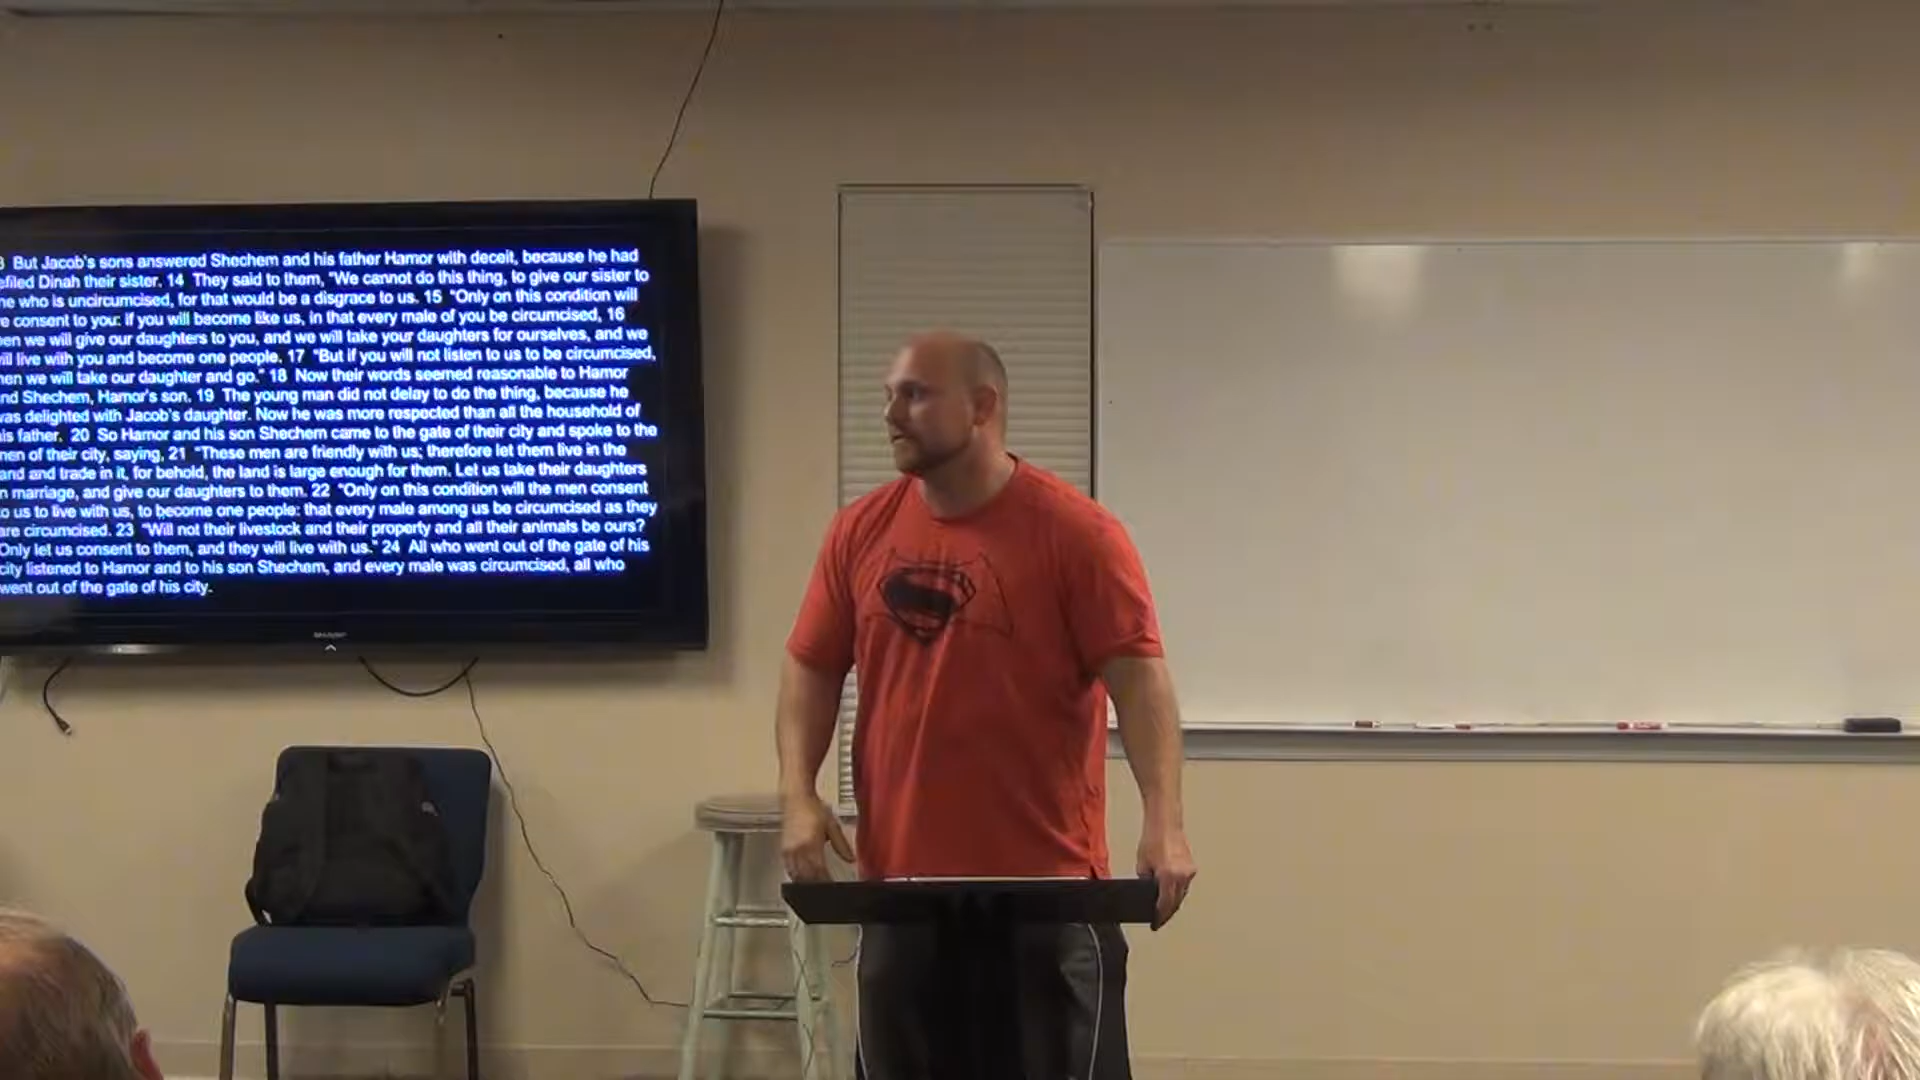 But Jacob's sons answered Shechem and his father Hamor with deceit, because he had
Dinah their sister. 14 They said to them, "We cannot do this thing, to give our sister to
who is uncircumcised, for that would be a disgrace to us. 15 "Only on this condition will
consent to you: if you will become like us, in that every male of you be circumcised, 16
we will give our daughters to you, and we will take your daughters for ourselves, and we
live with you and become one people. 17 "But if you will not listen to us to be circumcised,
we will take our daughter and go." 18 Now their words seemed reasonable to Hamor
Shechem, Hamor's son. 19 The young man did not delay to do the thing, because he
delighted with Jacob's daughter. Now he was more respected than all the household of
father. 20 So Hamor and his son Shechem came to the gate of their city and spoke to the
of their city, saying, 21 "These men are friendly with us; therefore let them live in the
and trade in it, for behold, the land is large enough for them. Let us take their daughters
marriage, and give our daughters to them. 22 "Only on this condition will the men consent
to us to live with us, to become one people: that every male among us be circumcised as they
are circumcised. 23 "Will not their livestock and their property and all their animals be ours?
Only let us consent to them, and they will live with us." 24 All who went out of the gate of his
city listened to Hamor and to his son Shechem, and every male was circumcised, all who
went out of the gate of his city.
SHARP